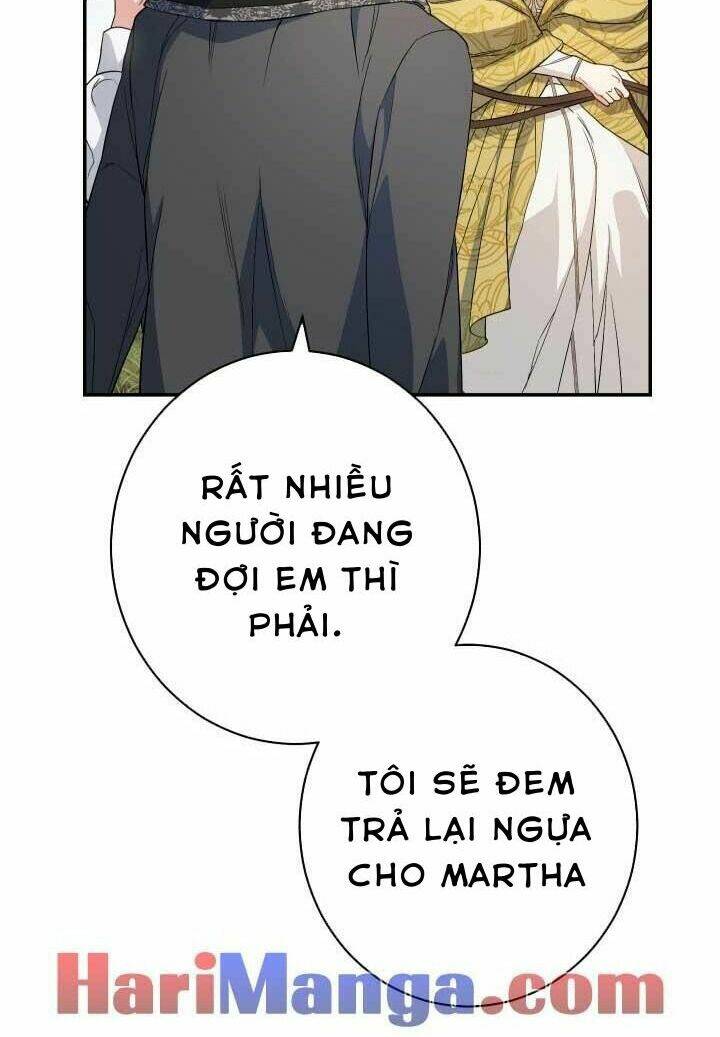 RẤT NHIỀU
NGƯỜI ĐANG
ĐỢI EM THÌ
PHẢI.
TÔI SẼ ĐEM
TRẢ LẠI NGỰA
CHO MARTHA
HariManga.com